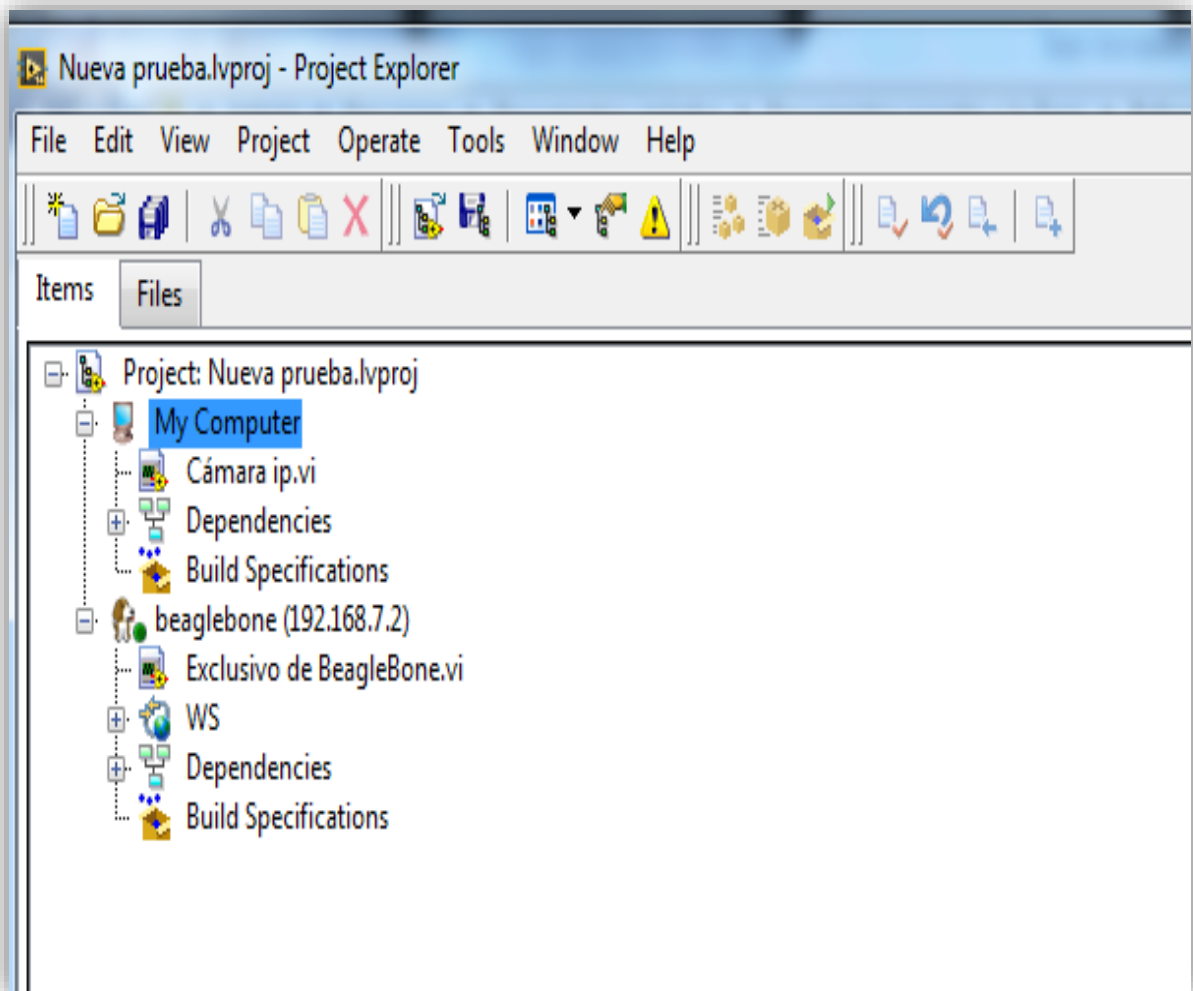 Nueva prueba.lvproj - Project Explorer
File Edit View Project Operate Tools Window Help
Items Files
Project: Nueva prueba.lvproj
My Computer
Cámara ip.vi
Dependencies
Build Specifications
beaglebone (192.168.7.2)
Exclusivo de BeagleBone.vi
WS
Dependencies
Build Specifications